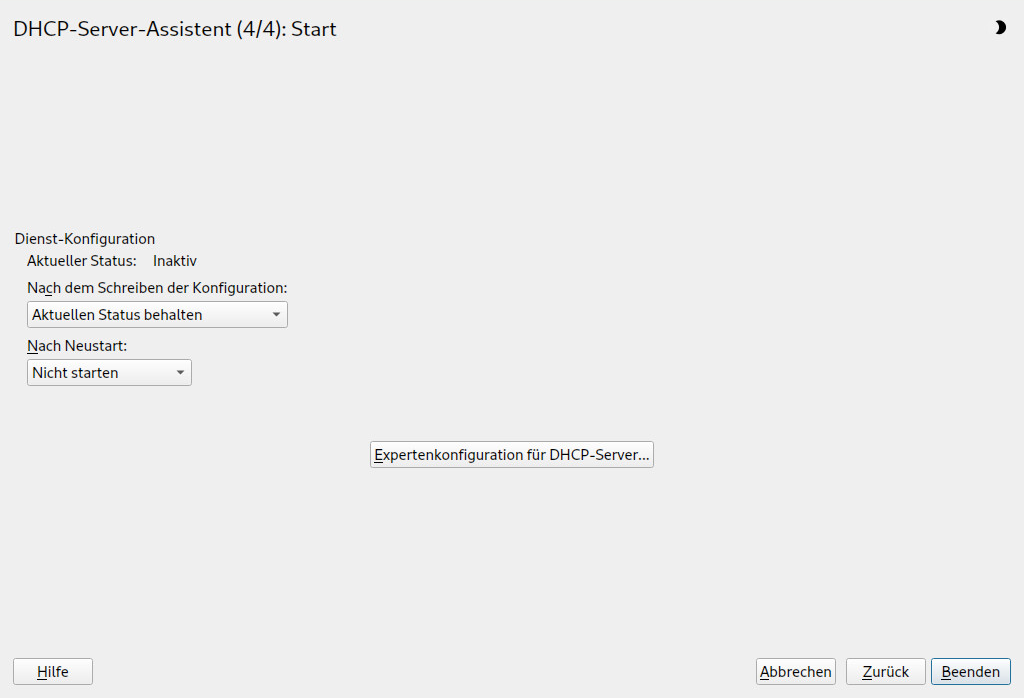 DHCP-Server-Assistent (4/4): Start
Dienst-Konfiguration
Aktueller Status: Inaktiv
Nach dem Schreiben der Konfiguration:
Aktuellen Status behalten
Nach Neustart:
Nicht starten
Expertenkonfiguration für DHCP-Server...
Hilfe Abbrechen Zurück Beenden